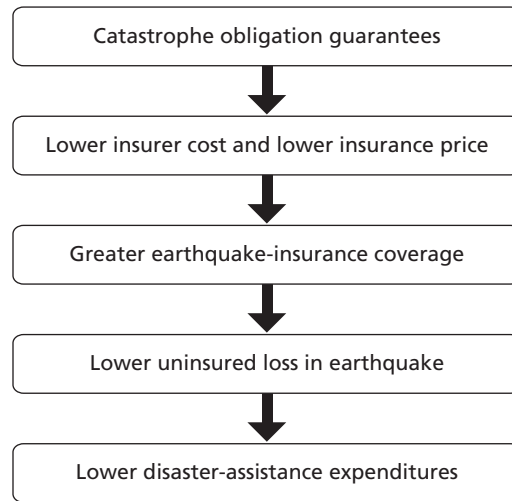 Catastrophe obligation guarantees
Lower insurer cost and lower insurance price
Greater earthquake-insurance coverage
Lower uninsured loss in earthquake
Lower disaster-assistance expenditures